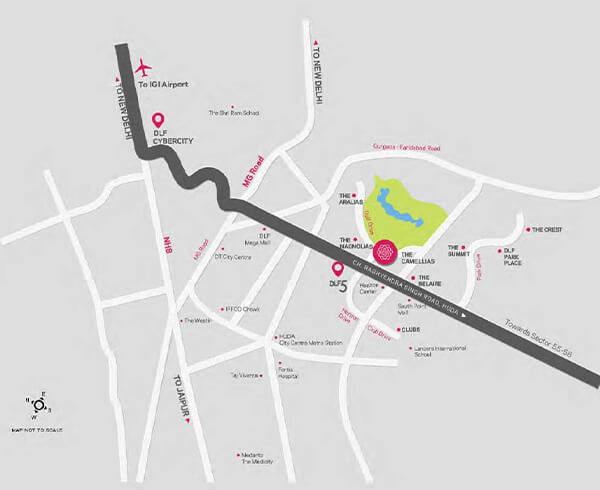 TO NEW DELHI
To IGI Airport
TO NEW DELHI
The Shri Ram School
DLF
CYBERCITY
MG Road
Gurgaon - Faridabad Road
THE
ARALIAS
Golf Drive
THE CREST
NH8
MG Road
DLF
Mega Mall
DT City Centre
THE
MAGNOLIAS
THE
CAMELLIAS
THE
SUMMIT
DLF
PARK
PLACE
Park Drive
DLF5
CH. RAGHVENDRA SINGH ROAD, HUDA
THE
BELAIRE
Horizon
Center
South Point
Mall
Horizon
Drive
Club Drive
CLUB5
IFFCO Chowk
The Westin
HUDA
City Centre Metro Station
Lancers International
School
Towards Sector 55-58
Taj Vivanta
Fortis
Hospital
TO JAIPUR
N
E
W
S
MAP NOT TO SCALE
Medanta
The Medicity